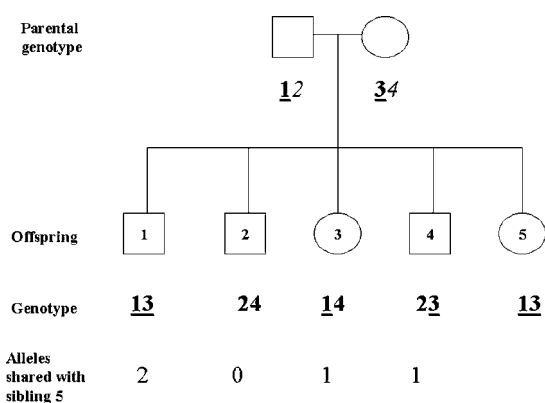 Parental
genotype
12 34
Offspring 1 2 3 4 5
Genotype 13 24 14 23 13
Alleles
shared with
sibling 5
2 0 1 1